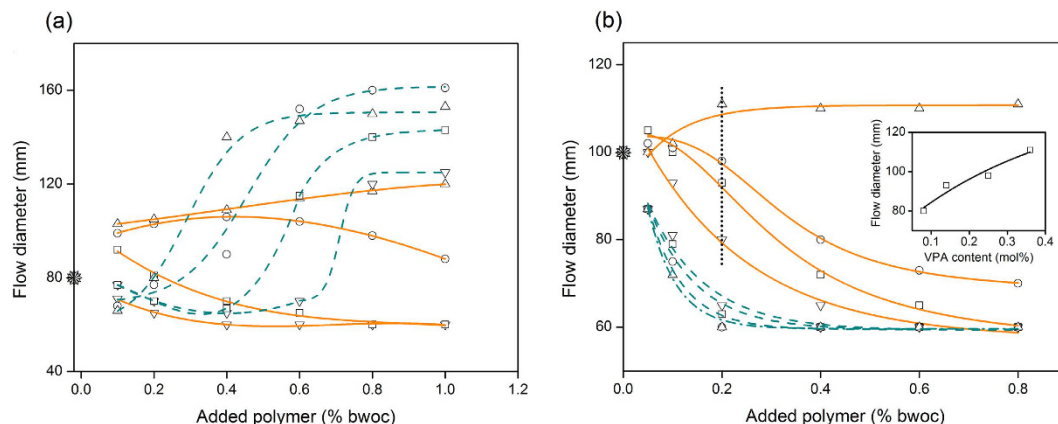 (a)
160
120
80
40
Flow diameter (mm)
0.0 0.2 0.4 0.6 0.8 1.0 1.2
Added polymer (% bwoc)
(b)
120
100
80
60
Flow diameter (mm)
0.0 0.2 0.4 0.6 0.8
Added polymer (% bwoc)
120
110
100
90
80
Flow diameter (mm)
0.1 0.2 0.3 0.4
VPA content (mol%)